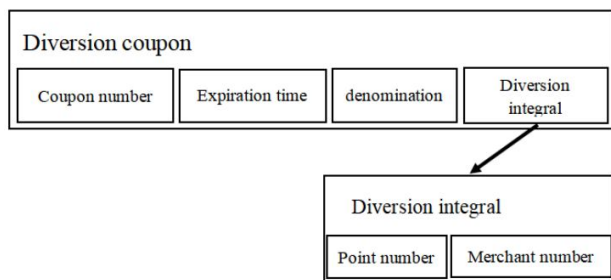 Diversion coupon
Coupon number
Expiration time
denomination
Diversion
integral
Diversion integral
Point number
Merchant number